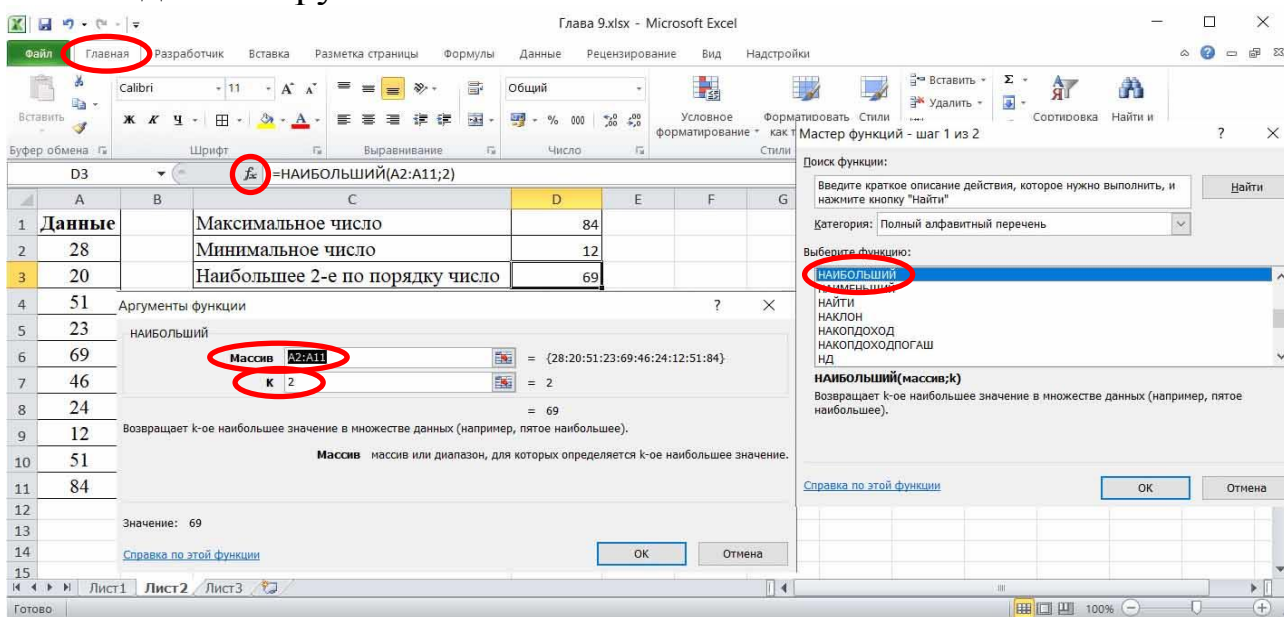 Глава 9.xlsx - Microsoft Excel
Файл Главная Разработчик Вставка Разметка страницы Формулы Данные Рецензирование Вид Надстройки
Вставить
Calibri 11
Общий
Ж К Ч
% 000
Условное форматирование
Форматировать как т
Стили
Вставить
Удалить
Сортировка
Найти и
Буфер обмена Шрифт Выравнивание Число Стили
D3 fx =НАИБОЛЬШИЙ(A2:A11;2)
A B C D E F G
1 Данные Максимальное число 84
2 28 Минимальное число 12
3 20 Наибольшее 2-е по порядку число 69
4 51
5 23
6 69
7 46
8 24
9 12
10 51
11 84
12
13
14
15
Аргументы функции ? X
НАИБОЛЬШИЙ
Массив A2:A11 = {28:20:51:23:69:46:24:12:51:84}
K 2 = 2
= 69
Возвращает k-ое наибольшее значение в множестве данных (например, пятое наибольшее).
Массив массив или диапазон, для которых определяется k-ое наибольшее значение.
Значение: 69
Справка по этой функции ОК Отмена
Мастер функций - шаг 1 из 2 ? X
Поиск функции:
Введите краткое описание действия, которое нужно выполнить, и
нажмите кнопку "Найти"
Найти
Категория: Полный алфавитный перечень
Выберите функцию:
НАИБОЛЬШИЙ
НАИМЕНЬШИЙ
НАЙТИ
НАКЛОН
НАКОПДОХОД
НАКОПДОХОДПОГАШ
НД
НАИБОЛЬШИЙ(массив;k)
Возвращает k-ое наибольшее значение в множестве данных (например, пятое
наибольшее).
Справка по этой функции ОК Отмена
Лист1 Лист2 Лист3
Готово 100%